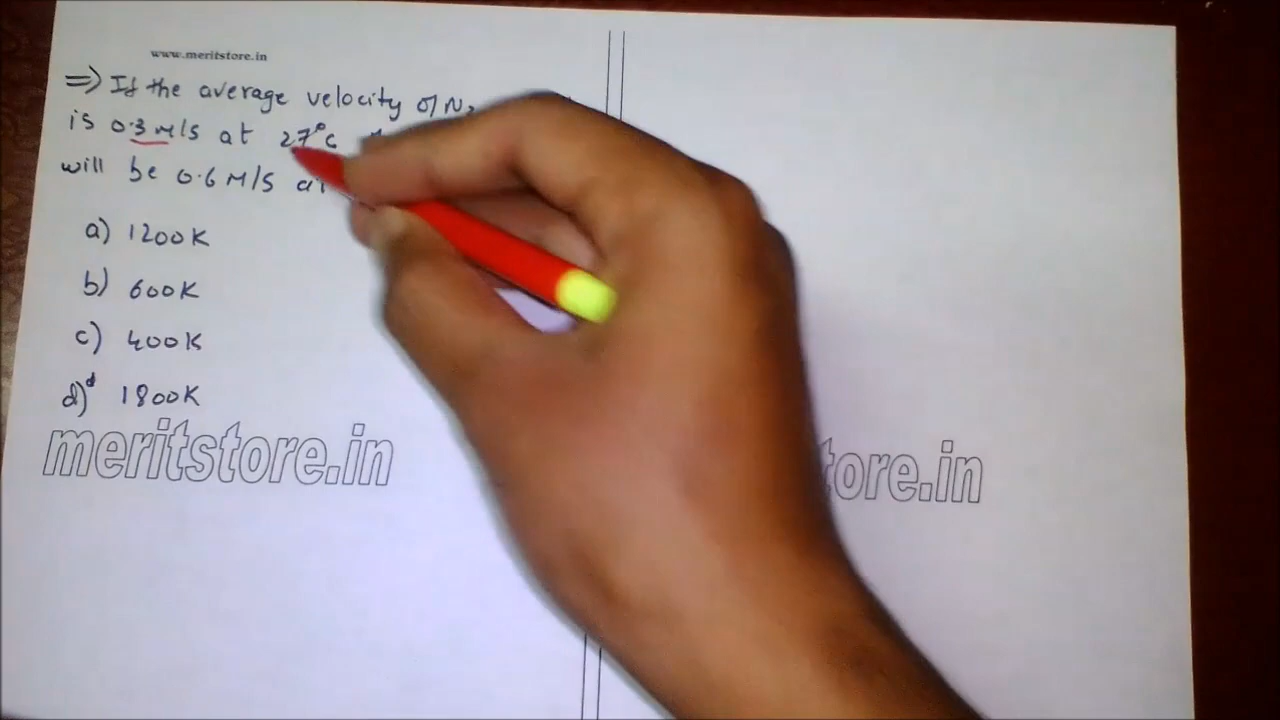 www.meritstore.in
=> If the average velocity of N₂
is 0.3 M/S at 27°C
will be 0.6 M/S at
a) 1200K
b) 600K
c) 400K
d) 1800K
meritstore.in
tore.in